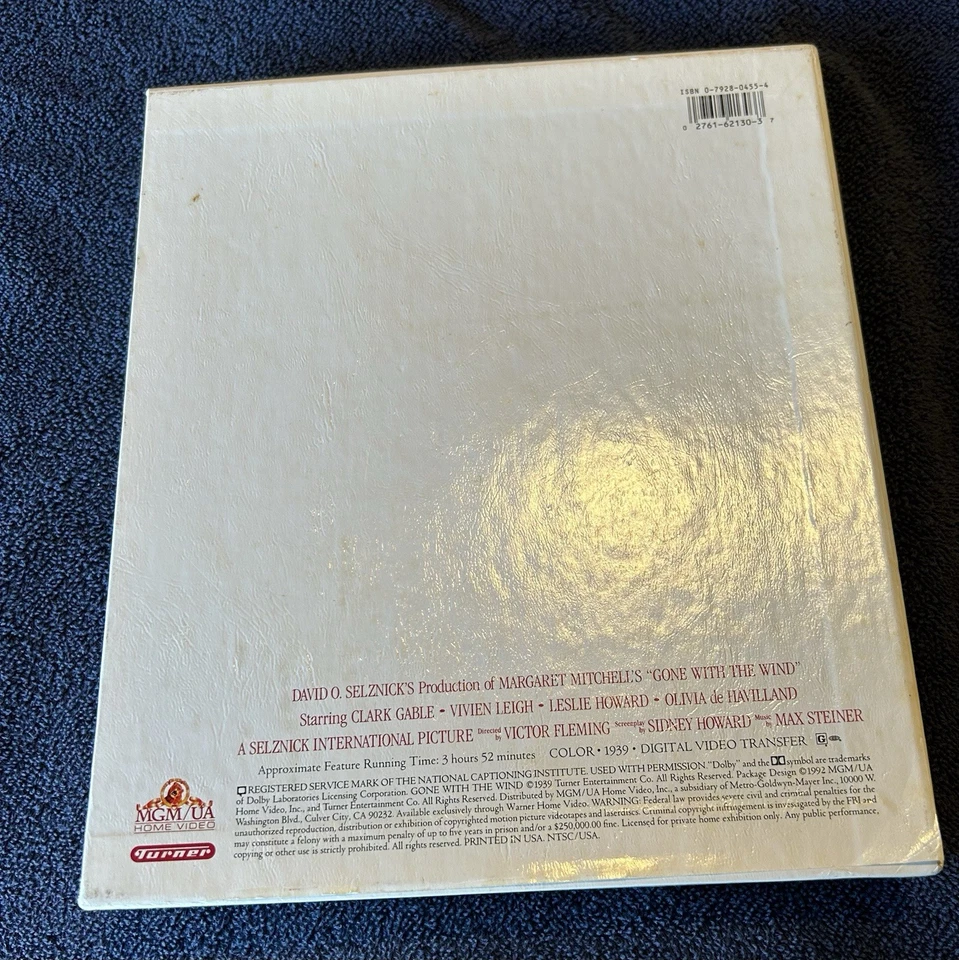 ISBN 0-7928-0455-4
0 2761-62130-3 7
DAVID O. SELZNICK'S Production of MARGARET MITCHELL'S "GONE WITH THE WIND"
Starring CLARK GABLE • VIVIEN LEIGH • LESLIE HOWARD • OLIVIA de HAVILLAND
A SELZNICK INTERNATIONAL PICTURE Directed by VICTOR FLEMING Screenplay by SIDNEY HOWARD Music by MAX STEINER
Approximate Feature Running Time: 3 hours 52 minutes COLOR • 1939 • DIGITAL VIDEO TRANSFER G
REGISTERED SERVICE MARK OF THE NATIONAL CAPTIONING INSTITUTE. USED WITH PERMISSION. "Dolby" and the symbol are trademarks
of Dolby Laboratories Licensing Corporation. GONE WITH THE WIND ©1939 Turner Entertainment Co. All Rights Reserved. Package Design ©1992 MGM/UA
Home Video, Inc., and Turner Entertainment Co. All Rights Reserved. Distributed by MGM/UA Home Video, Inc., a subsidiary of Metro-Goldwyn-Mayer Inc., 10000 W.
Washington Blvd., Culver City, CA 90232. Available exclusively through Warner Home Video. WARNING: Federal law provides severe civil and criminal penalties for the
unauthorized reproduction, distribution or exhibition of copyrighted motion picture videotapes and laserdiscs. Criminal copyright infringement is investigated by the FBI and
may constitute a felony with a maximum penalty of up to five years in prison and/or a $250,000.00 fine. Licensed for private home exhibition only. Any public performance,
copying or other use is strictly prohibited. All rights reserved. PRINTED IN USA. NTSC/USA.
MGM/UA
HOME VIDEO
Turner